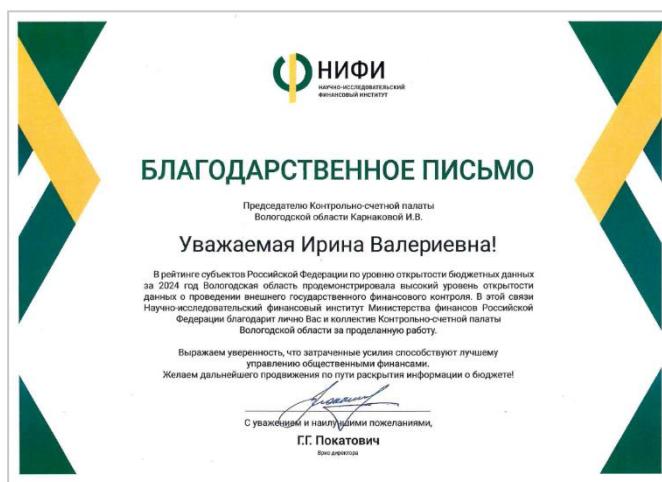 НИФИ
НАУЧНО-ИССЛЕДОВАТЕЛЬСКИЙ
ФИНАНСОВЫЙ ИНСТИТУТ
БЛАГОДАРСТВЕННОЕ ПИСЬМО
Председателю Контрольно-счетной палаты
Вологодской области Карнаковой И.В.
Уважаемая Ирина Валериевна!
В рейтинге субъектов Российской Федерации по уровню открытости бюджетных данных
за 2024 год Вологодская область продемонстрировала высокий уровень открытости
данных о проведении внешнего государственного финансового контроля. В этой связи
Научно-исследовательский финансовый институт Министерства финансов Российской
Федерации благодарит лично Вас и коллектив Контрольно-счетной палаты
Вологодской области за проделанную работу.
Выражаем уверенность, что затраченные усилия способствуют лучшему
управлению общественными финансами.
Желаем дальнейшего продвижения по пути раскрытия информации о бюджете!
С уважением и наилучшими пожеланиями,
Г.Г. Покатович
Врио директора